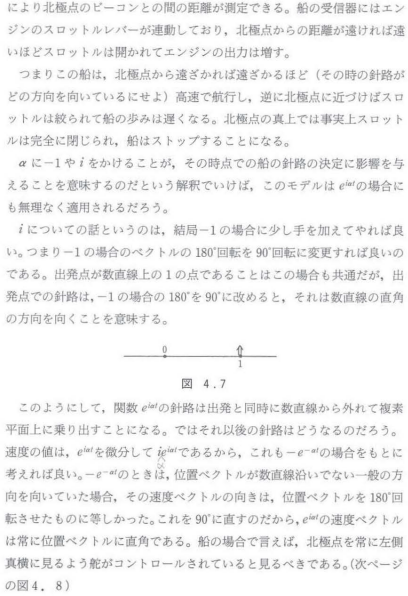 により北極点のビーコンとの間の距離が測定できる。船の受信器にはエン
ジンのスロットルレバーが連動しており，北極点からの距離が遠ければ遠
いほどスロットルは開かれてエンジンの出力は増す。
つまりこの船は，北極点から遠ざかれば遠ざかるほど（その時の針路が
どの方向を向いているにせよ）高速で航行し，逆に北極点に近づけばスロ
ットルは絞られて船の歩みは遅くなる。北極点の真上では事実上スロット
ルは完全に閉じられ，船はストップすることになる。
αに−1やiをかけることが，その時点での船の針路の決定に影響を与
えることを意味するのだという解釈でいけば，このモデルはe^{iαt}の場合に
も無理なく適用されるだろう。
iについての話というのは，結局−1の場合に少し手を加えてやれば良
い。つまり−1の場合のベクトルの180°回転を90°回転に変更すれば良いの
である。出発点が数直線上の1の点であることはこの場合も共通だが，出
発点での針路は，−1の場合の180°を90°に改めると，それは数直線の直角
の方向を向くことを意味する。
0
1
図 4.7
このようにして，関数e^{iαt}の針路は出発と同時に数直線から外れて複素
平面上に乗り出すことになる。ではそれ以後の針路はどうなるのだろう。
速度の値は，e^{iαt}を微分してie^{iαt}であるから，これも−e^{−αt}の場合をもとに
考えれば良い。−e^{−αt}のときは，位置ベクトルが数直線沿いでない一般の方
向を向いていた場合，その速度ベクトルの向きは，位置ベクトルを180°回
転させたものに等しかった。これを90°に直すのだから，e^{iαt}の速度ベクトル
は常に位置ベクトルに直角である。船の場合で言えば，北極点を常に左側
真横に見るよう舵がコントロールされていると見るべきである。（次ページ
の図4．8）